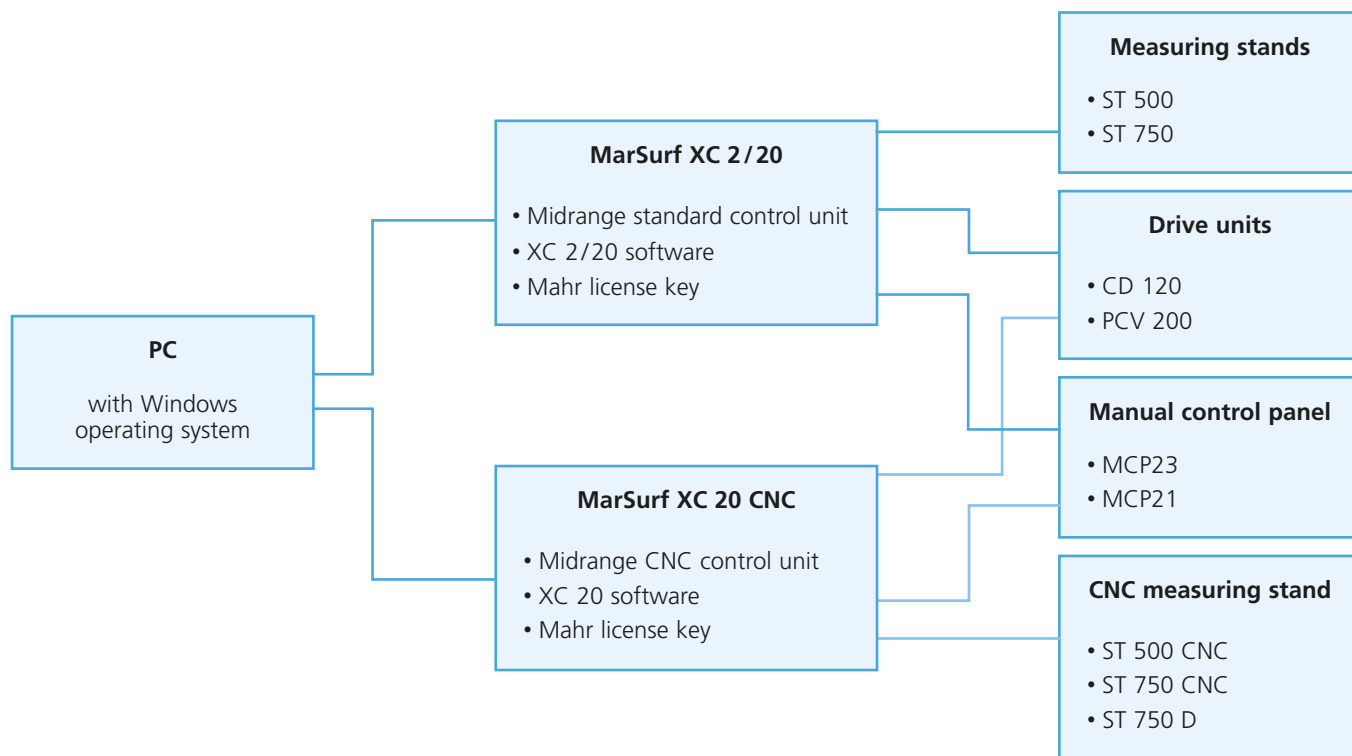 PC
with Windows
operating system
MarSurf XC 2/20
• Midrange standard control unit
• XC 2/20 software
• Mahr license key
MarSurf XC 20 CNC
• Midrange CNC control unit
• XC 20 software
• Mahr license key
Measuring stands
• ST 500
• ST 750
Drive units
• CD 120
• PCV 200
Manual control panel
• MCP23
• MCP21
CNC measuring stand
• ST 500 CNC
• ST 750 CNC
• ST 750 D